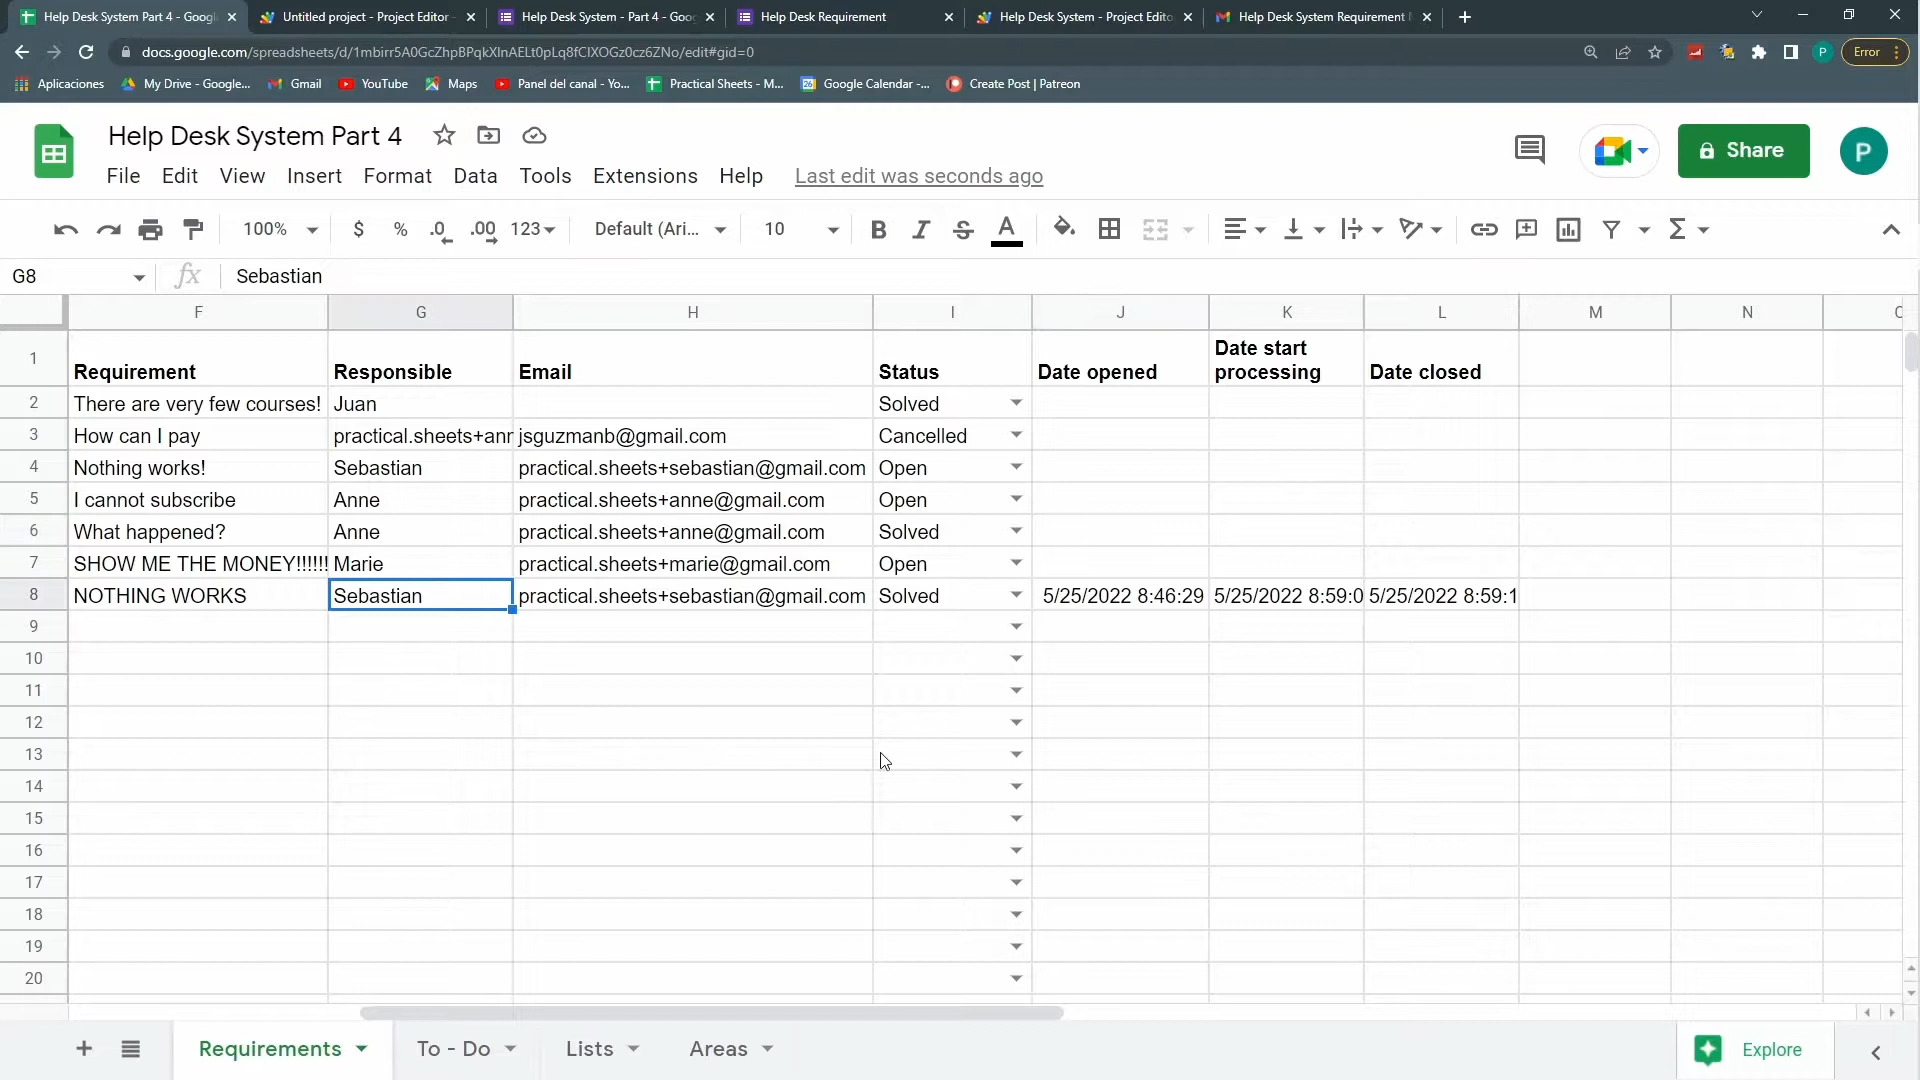 Help Desk System Part 4 - Googl
Untitled project - Project Editor -
Help Desk System - Part 4 - Goog
Help Desk Requirement
Help Desk System - Project Edito
Help Desk System Requirement
docs.google.com/spreadsheets/d/1mbirr5A0GcZhpBPqkXlnAELt0pLq8fClXOGz0cz6ZNo/edit#gid=0
P
Error
Aplicaciones
My Drive - Google...
Gmail
YouTube
Maps
Panel del canal - Yo...
Practical Sheets - M...
Google Calendar -...
Create Post | Patreon
Help Desk System Part 4
Share
P
File Edit View Insert Format Data Tools Extensions Help Last edit was seconds ago
100% $ % .0 .00 123 Default (Ari... 10 B I S A Σ
G8 fx Sebastian
F G H I J K L M N
1 Requirement Responsible Email Status Date opened Date start processing Date closed
2 There are very few courses! Juan Solved
3 How can I pay practical.sheets+anr jsguzmanb@gmail.com Cancelled
4 Nothing works! Sebastian practical.sheets+sebastian@gmail.com Open
5 I cannot subscribe Anne practical.sheets+anne@gmail.com Open
6 What happened? Anne practical.sheets+anne@gmail.com Solved
7 SHOW ME THE MONEY!!!!!! Marie practical.sheets+marie@gmail.com Open
8 NOTHING WORKS Sebastian practical.sheets+sebastian@gmail.com Solved 5/25/2022 8:46:29 5/25/2022 8:59:0 5/25/2022 8:59:1
9
10
11
12
13
14
15
16
17
18
19
20
Requirements To - Do Lists Areas Explore